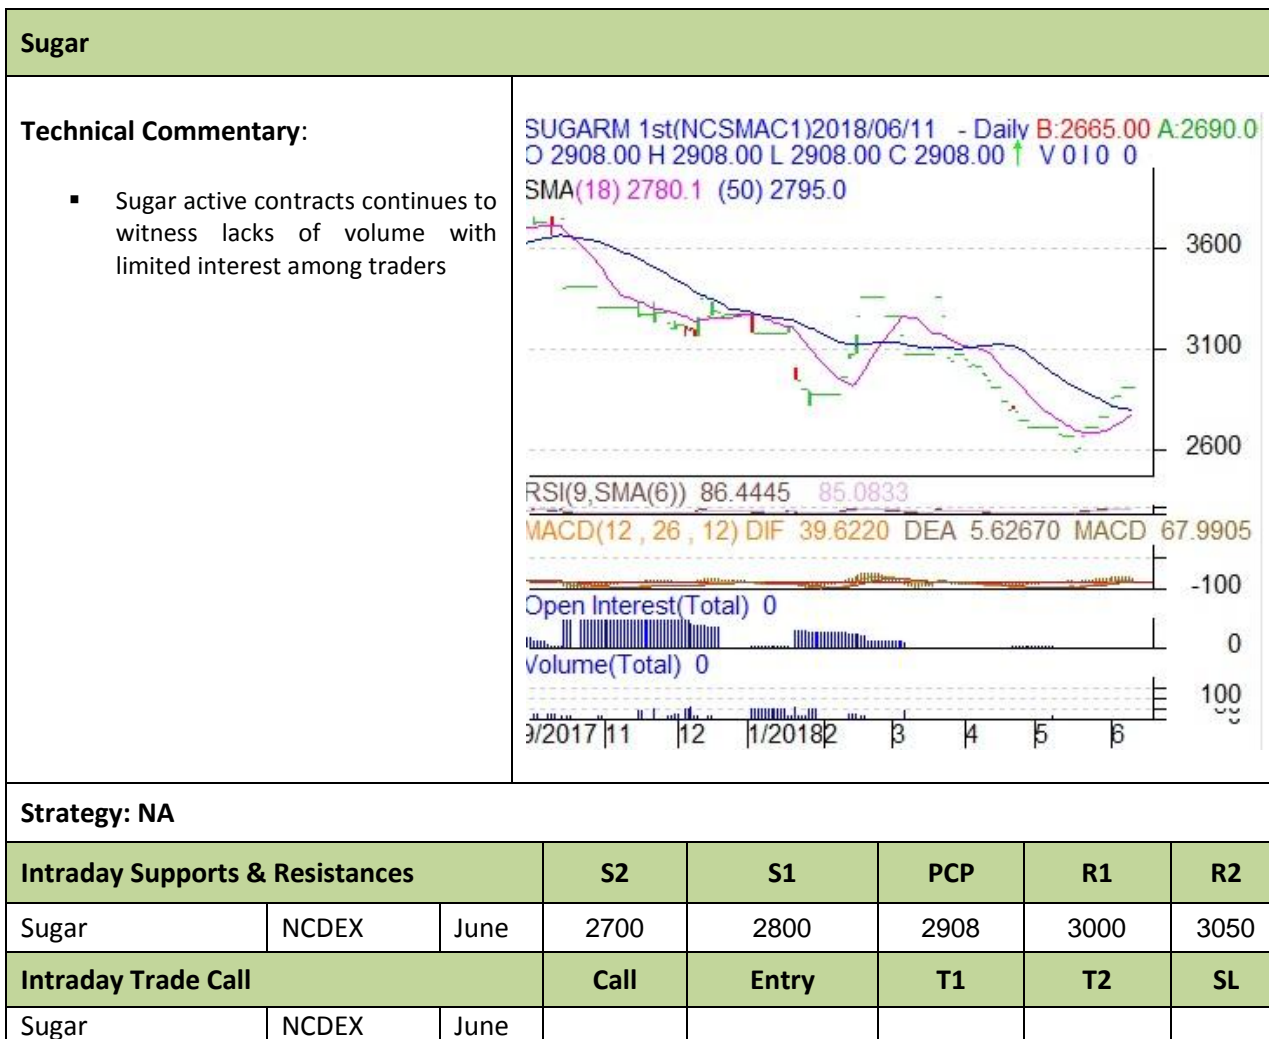 Sugar
Technical Commentary:
▪ Sugar active contracts continues to
witness lacks of volume with
limited interest among traders
SUGARM 1st(NCSMAC1)2018/06/11 - Daily B:2665.00 A:2690.0
O 2908.00 H 2908.00 L 2908.00 C 2908.00 ↑ V 0 I 0 0
SMA(18) 2780.1 (50) 2795.0
3600
3100
2600
RSI(9,SMA(6)) 86.4445 85.0833
MACD(12 , 26 , 12) DIF 39.6220 DEA 5.62670 MACD 67.9905
-100
Open Interest(Total) 0
0
Volume(Total) 0
100
9/2017 11 12 1/2018 2 3 4 5 6
Strategy: NA
Intraday Supports & Resistances S2 S1 PCP R1 R2
Sugar NCDEX June 2700 2800 2908 3000 3050
Intraday Trade Call Call Entry T1 T2 SL
Sugar NCDEX June